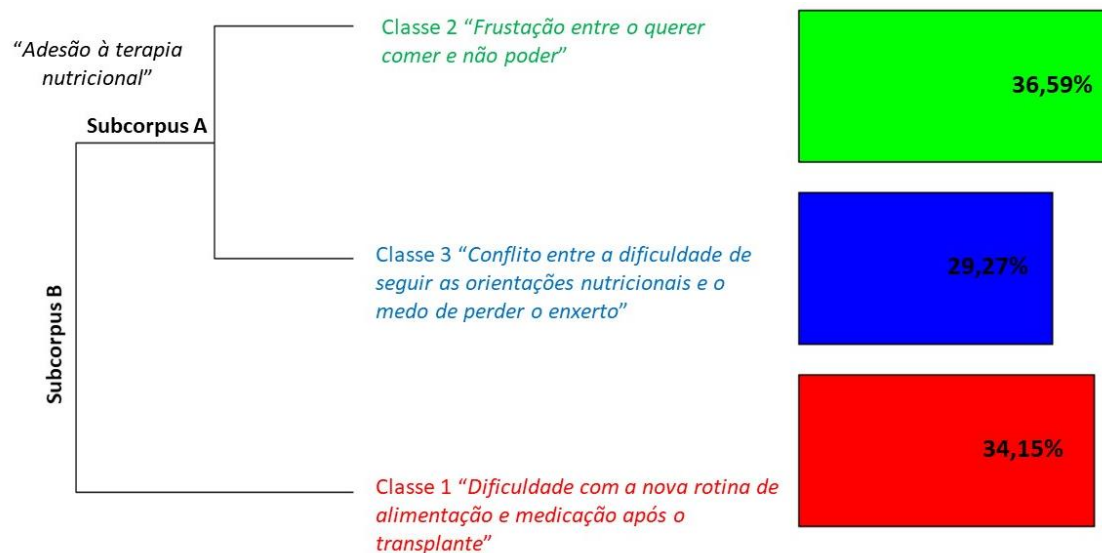 “Adesão à terapia
nutricional”
Subcorpus A
Subcorpus B
Classe 2 “Frustação entre o querer
comer e não poder”
36,59%
Classe 3 “Conflito entre a dificuldade de
seguir as orientações nutricionais e o
medo de perder o enxerto”
29,27%
Classe 1 “Dificuldade com a nova rotina de
alimentação e medicação após o
transplante”
34,15%